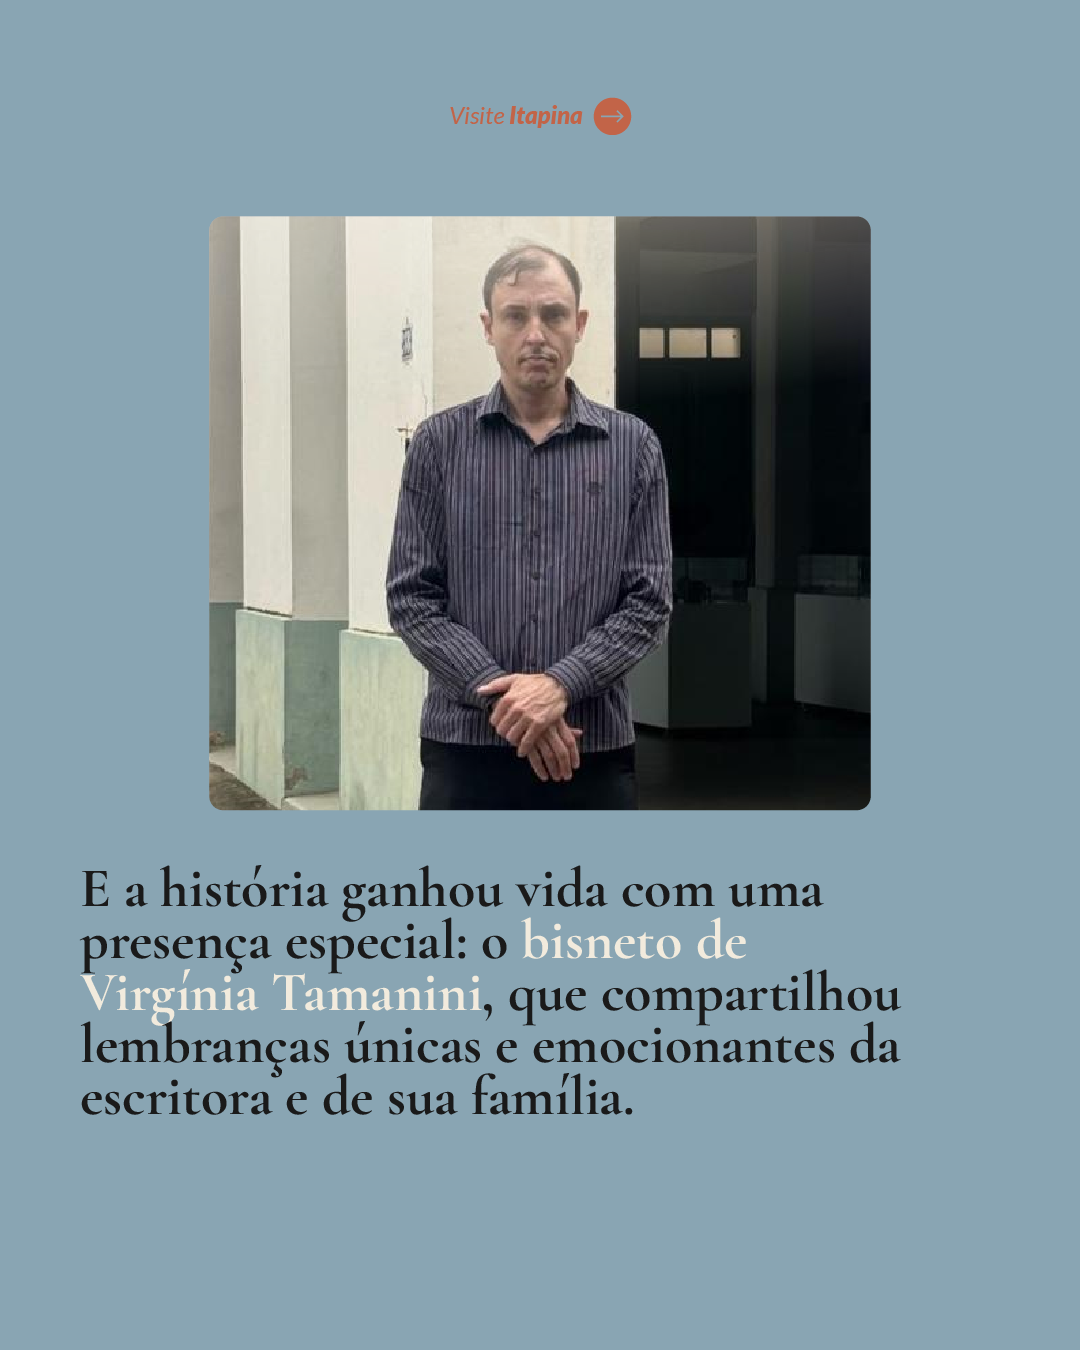 Visite Itapina
E a história ganhou vida com uma
presença especial: o bisneto de
Virgínia Tamanini, que compartilhou
lembranças únicas e emocionantes da
escritora e de sua família.